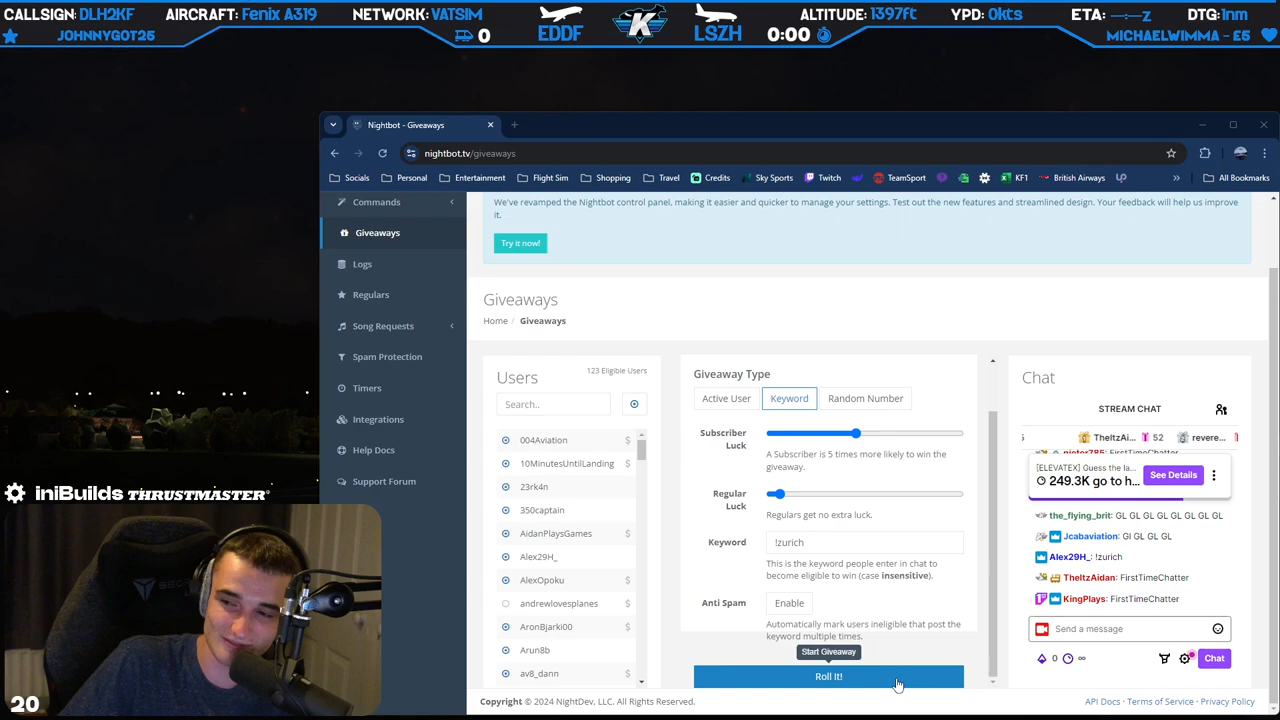 CALLSIGN: DLH2KF
AIRCRAFT: Fenix A319
NETWORK: VATSIM
ALTITUDE: 1397ft
YPD: 0kts
ETA: --:--z
DTG:1nm
JOHNNYGOT25
0
EDDF
K
LSZH
0:00
MICHAELWIMMA - £5
Nightbot - Giveaways
nightbot.tv/giveaways
Socials
Personal
Entertainment
Flight Sim
Shopping
Travel
Credits
Sky Sports
Twitch
TeamSport
KF1
British Airways
»
All Bookmarks
Commands
Giveaways
Logs
Regulars
Song Requests
Spam Protection
Timers
Integrations
Help Docs
Support Forum
We've revamped the Nightbot control panel, making it easier and quicker to manage your settings. Test out the new features and streamlined design. Your feedback will help us improve
it.
Try it now!
Giveaways
Home / Giveaways
Users
123 Eligible Users
Search..
004Aviation $
10MinutesUntilLanding $
23rk4n
350captain
AidanPlaysGames $
Alex29H_
AlexOpoku $
andrewlovesplanes $
AronBjarki00 $
Arun8b
av8_dann $
Giveaway Type
Active User
Keyword
Random Number
Subscriber
Luck
A Subscriber is 5 times more likely to win the
giveaway.
Regular
Luck
Regulars get no extra luck.
Keyword
!zurich
This is the keyword people enter in chat to
become eligible to win (case insensitive).
Anti Spam
Enable
Automatically mark users ineligible that post the
keyword multiple times.
Start Giveaway
Roll It!
Chat
STREAM CHAT
TheItzAi... 52
revere...
[ELEVATEX] Guess the la...
249.3K go to h...
See Details
the_flying_brit: GL GL GL GL GL GL GL GL
Jcabaviation: Gl GL GL GL
Alex29H_: !zurich
TheItzAidan: FirstTimeChatter
KingPlays: FirstTimeChatter
Send a message
0
∞
Chat
Copyright © 2024 NightDev, LLC. All Rights Reserved.
API Docs · Terms of Service · Privacy Policy
iniBuilds THRUSTMASTER®
20